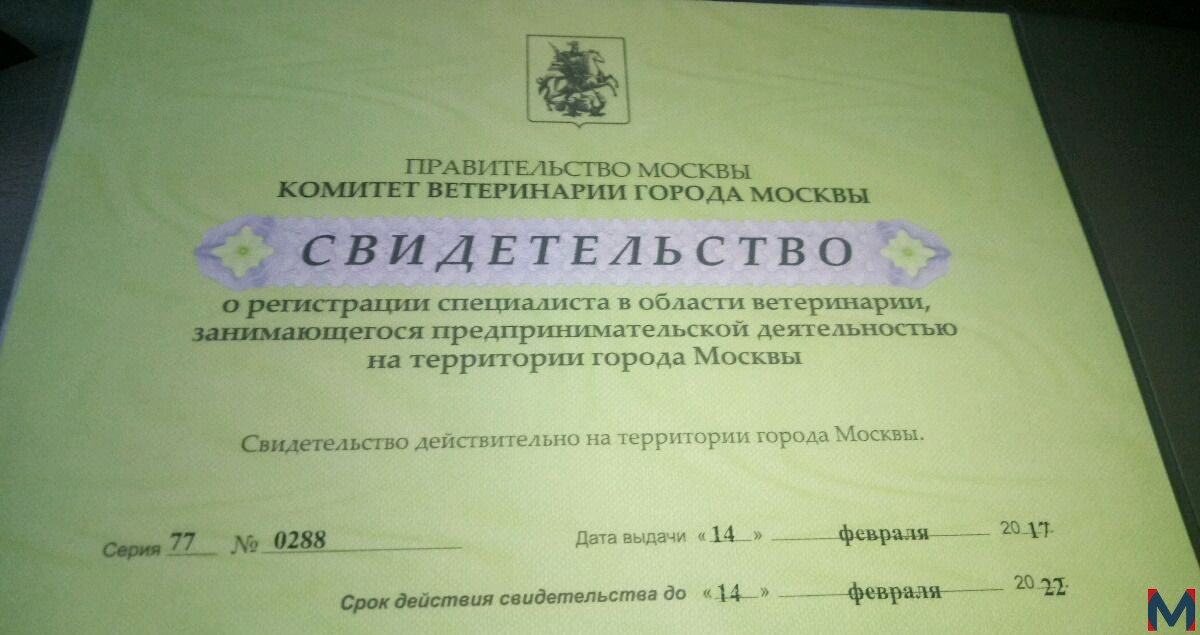 ПРАВИТЕЛЬСТВО МОСКВЫ
КОМИТЕТ ВЕТЕРИНАРИИ ГОРОДА МОСКВЫ
СВИДЕТЕЛЬСТВО
о регистрации специалиста в области ветеринарии,
занимающегося предпринимательской деятельностью
на территории города Москвы
Свидетельство действительно на территории города Москвы.
Серия 77 № 0288 Дата выдачи «14» февраля 2017.
Срок действия свидетельства до «14» февраля 2022.
M